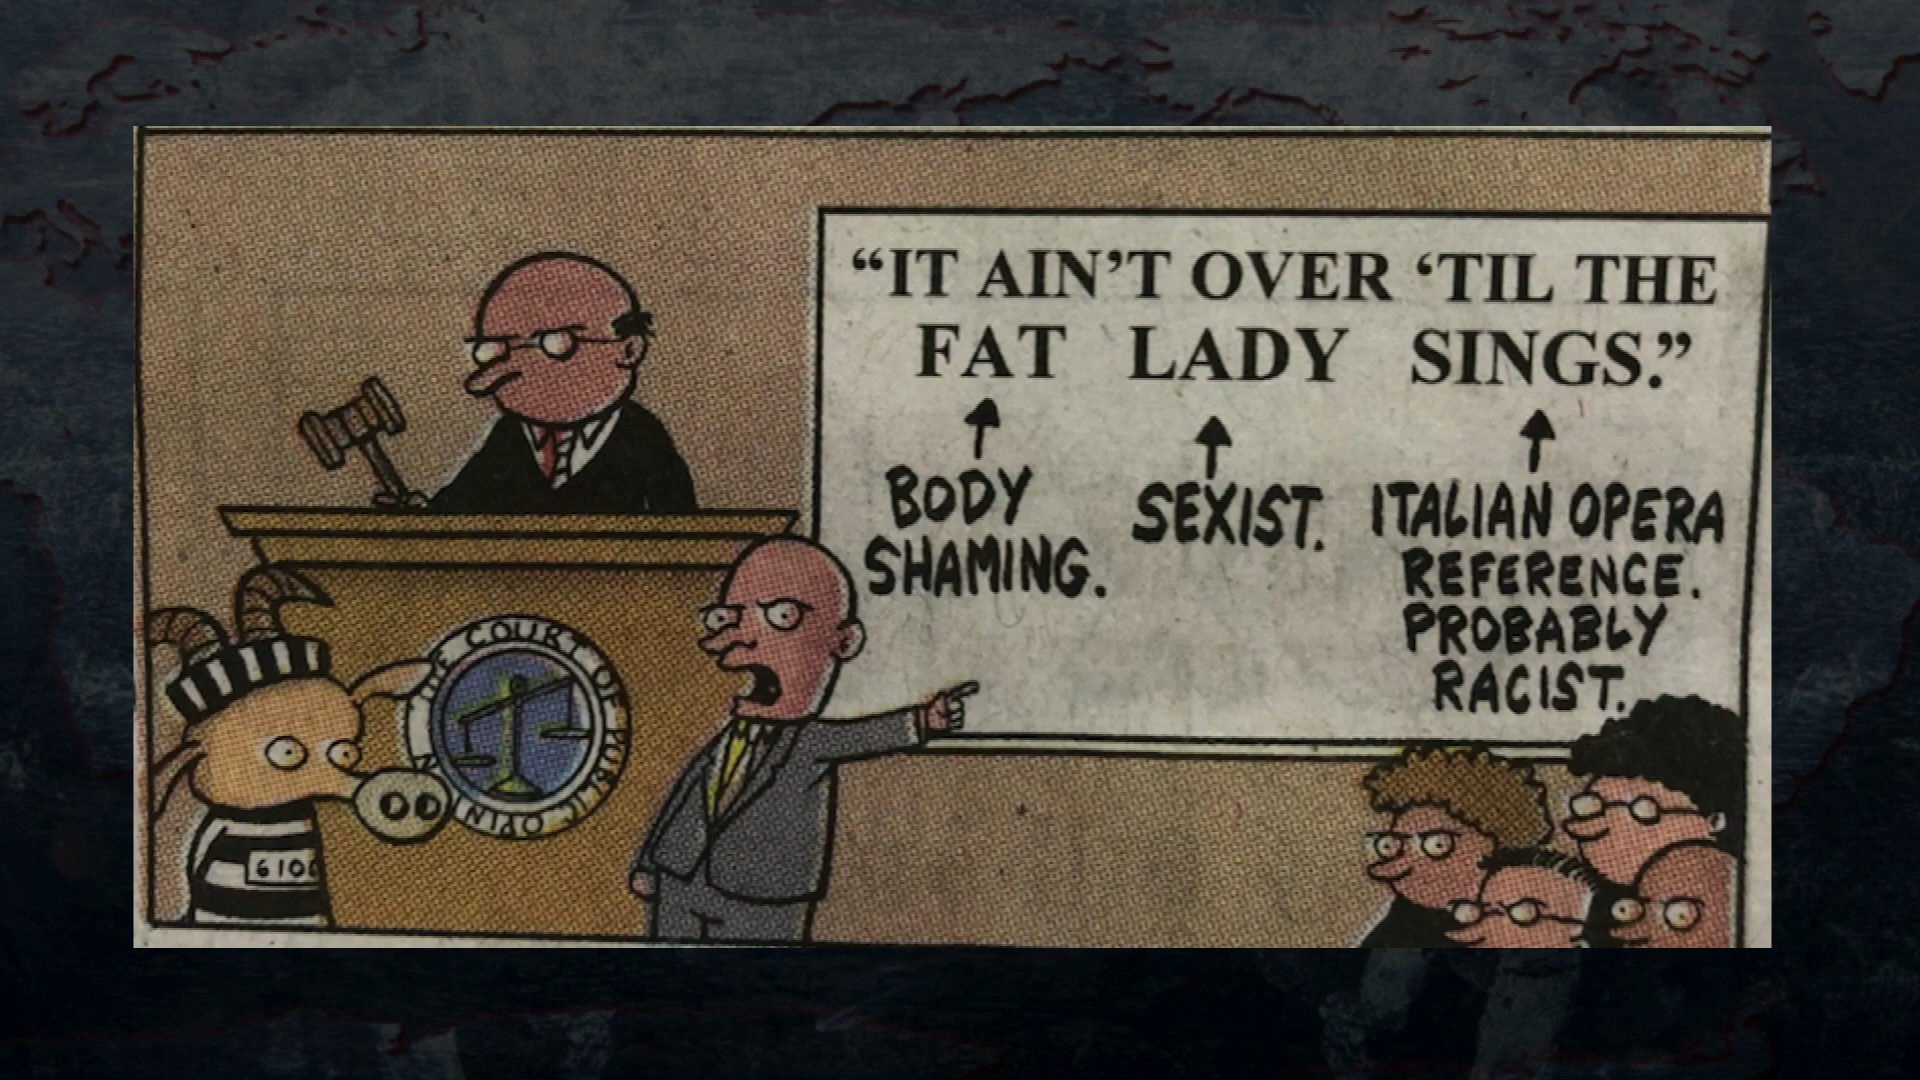 “IT AIN’T OVER ‘TIL THE
FAT LADY SINGS.”
BODY
SHAMING.
SEXIST.
ITALIAN OPERA
REFERENCE.
PROBABLY
RACIST.
THE COURT OF PUBLIC OPIN
6100